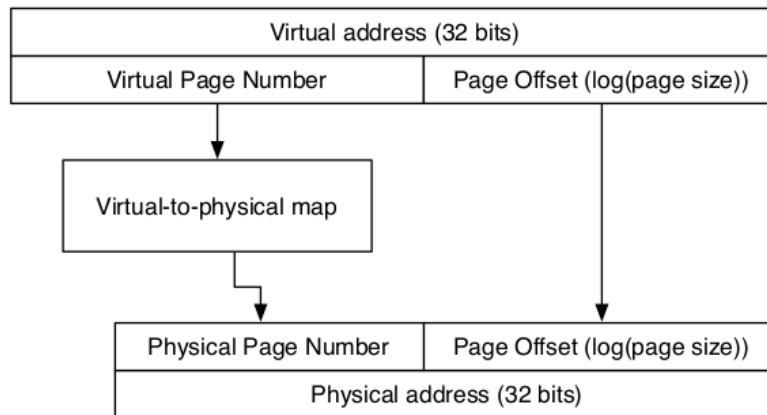 Virtual address (32 bits)
Virtual Page Number
Page Offset (log(page size))
Virtual-to-physical map
Physical Page Number
Page Offset (log(page size))
Physical address (32 bits)